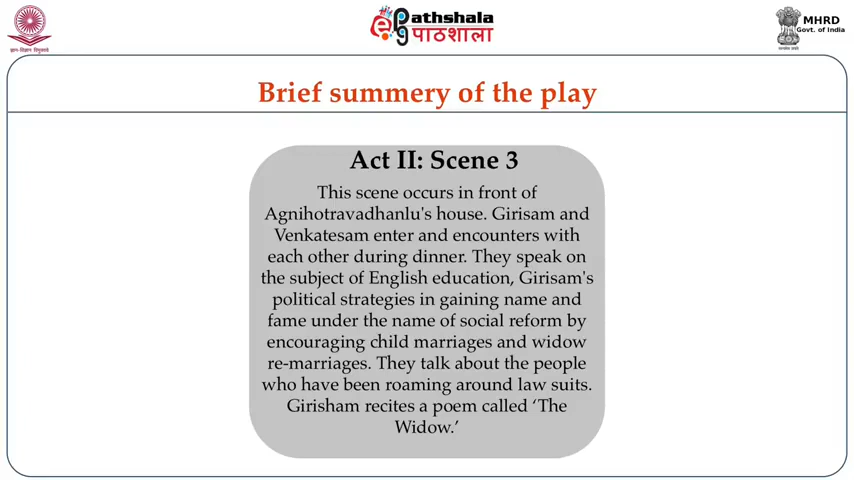 ePathshala
पाठशाला
MHRD
Govt. of India
Brief summery of the play
Act II: Scene 3
This scene occurs in front of
Agnihotravadhanlu's house. Girisam and
Venkatesam enter and encounters with
each other during dinner. They speak on
the subject of English education, Girisam's
political strategies in gaining name and
fame under the name of social reform by
encouraging child marriages and widow
re-marriages. They talk about the people
who have been roaming around law suits.
Girisham recites a poem called ‘The
Widow.’